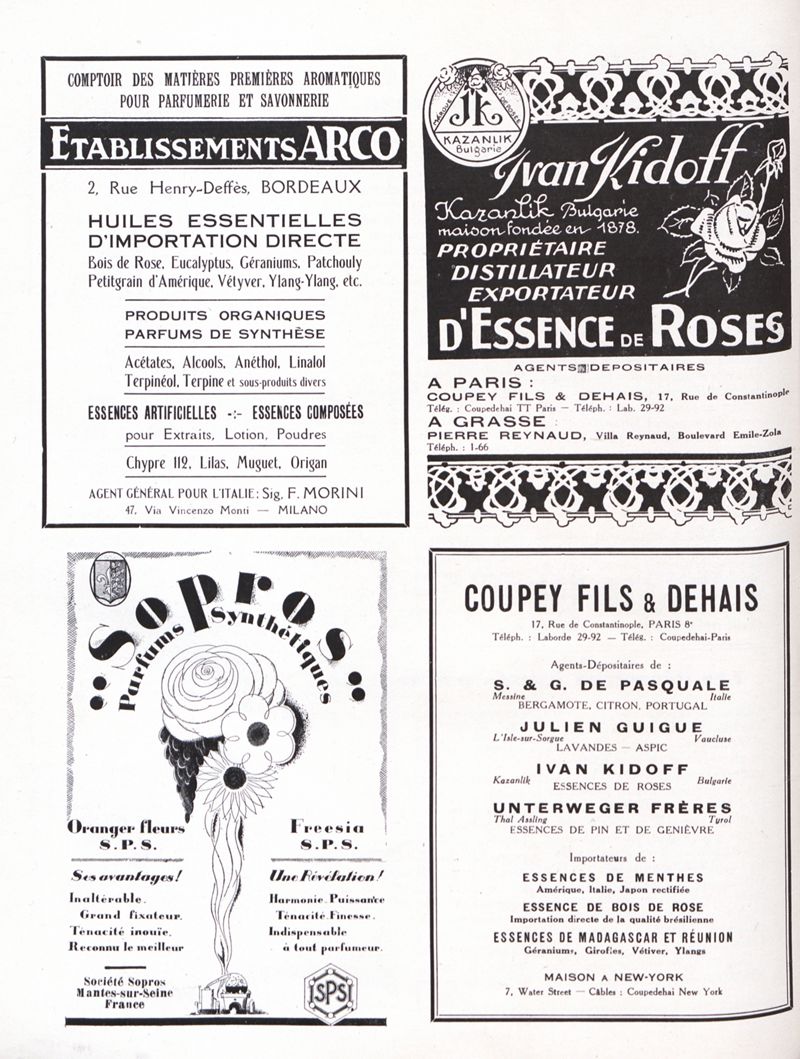 COMPTOIR DES MATIÈRES PREMIÈRES AROMATIQUES
POUR PARFUMERIE ET SAVONNERIE
ETABLISSEMENTS ARCO
2, Rue Henry-Deffès, BORDEAUX
HUILES ESSENTIELLES
D'IMPORTATION DIRECTE
Bois de Rose, Eucalyptus, Géraniums, Patchouly
Petitgrain d'Amérique, Vétyver, Ylang-Ylang, etc.
PRODUITS ORGANIQUES
PARFUMS DE SYNTHÈSE
Acétates, Alcools, Anéthol, Linalol
Terpinéol, Terpine et sous-produits divers
ESSENCES ARTIFICIELLES -:- ESSENCES COMPOSÉES
pour Extraits, Lotion, Poudres
Chypre 112, Lilas, Muguet, Origan
AGENT GÉNÉRAL POUR L'ITALIE: Sig. F. MORINI
47, Via Vincenzo Monti — MILANO
JK
KAZANLIK
Bulgarie
Ivan Kidoff
Kazanlik Bulgarie
maison fondée en 1878.
PROPRIÉTAIRE
DISTILLATEUR
EXPORTATEUR
D'ESSENCE DE ROSES
AGENTS DEPOSITAIRES
A PARIS :
COUPEY FILS & DEHAIS, 17, Rue de Constantinople
Télég. : Coupedehai TT Paris — Téléph. : Lab. 29-92
A GRASSE :
PIERRE REYNAUD, Villa Reynaud, Boulevard Emile-Zola
Téléph. : 1-66
Sopros
Parfums Synthétiques
Oranger fleurs
S.P.S.
Ses avantages!
Inaltérable.
Grand fixateur.
Ténacité inouïe.
Reconnu le meilleur
Société Sopros
Mantes-sur-Seine
France
Freesia
S.P.S.
Une Révélation!
Harmonie. Puissance
Ténacité. Finesse.
Indispensable
à tout parfumeur.
SPS
COUPEY FILS & DEHAIS
17, Rue de Constantinople, PARIS 8e
Téléph. : Laborde 29-92 — Télég. : Coupedehai-Paris
Agents-Dépositaires de :
S. & G. DE PASQUALE
Messine Italie
BERGAMOTE, CITRON, PORTUGAL
JULIEN GUIGUE
L'Isle-sur-Sorgue Vaucluse
LAVANDES — ASPIC
IVAN KIDOFF
Kazanlik Bulgarie
ESSENCES DE ROSES
UNTERWEGER FRÈRES
Thal Assling Tyrol
ESSENCES DE PIN ET DE GENIÈVRE
Importateurs de :
ESSENCES DE MENTHES
Amérique, Italie, Japon rectifiée
ESSENCE DE BOIS DE ROSE
Importation directe de la qualité brésilienne
ESSENCES DE MADAGASCAR ET RÉUNION
Géraniums, Girofles, Vétiver, Ylangs
MAISON A NEW-YORK
7, Water Street — Câbles : Coupedehai New York